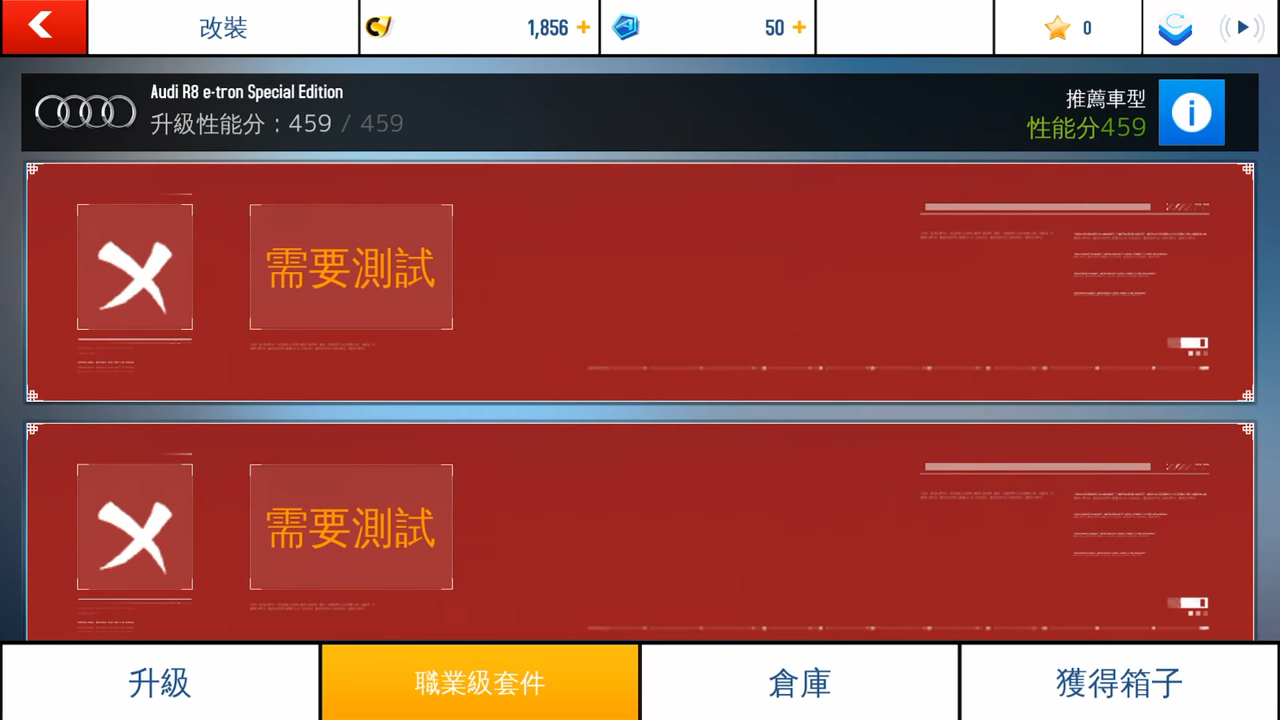 改裝
1,856
50
0
Audi R8 e-tron Special Edition
升級性能分：459 / 459
推薦車型
性能分459
需要測試
需要測試
升級
職業級套件
倉庫
獲得箱子